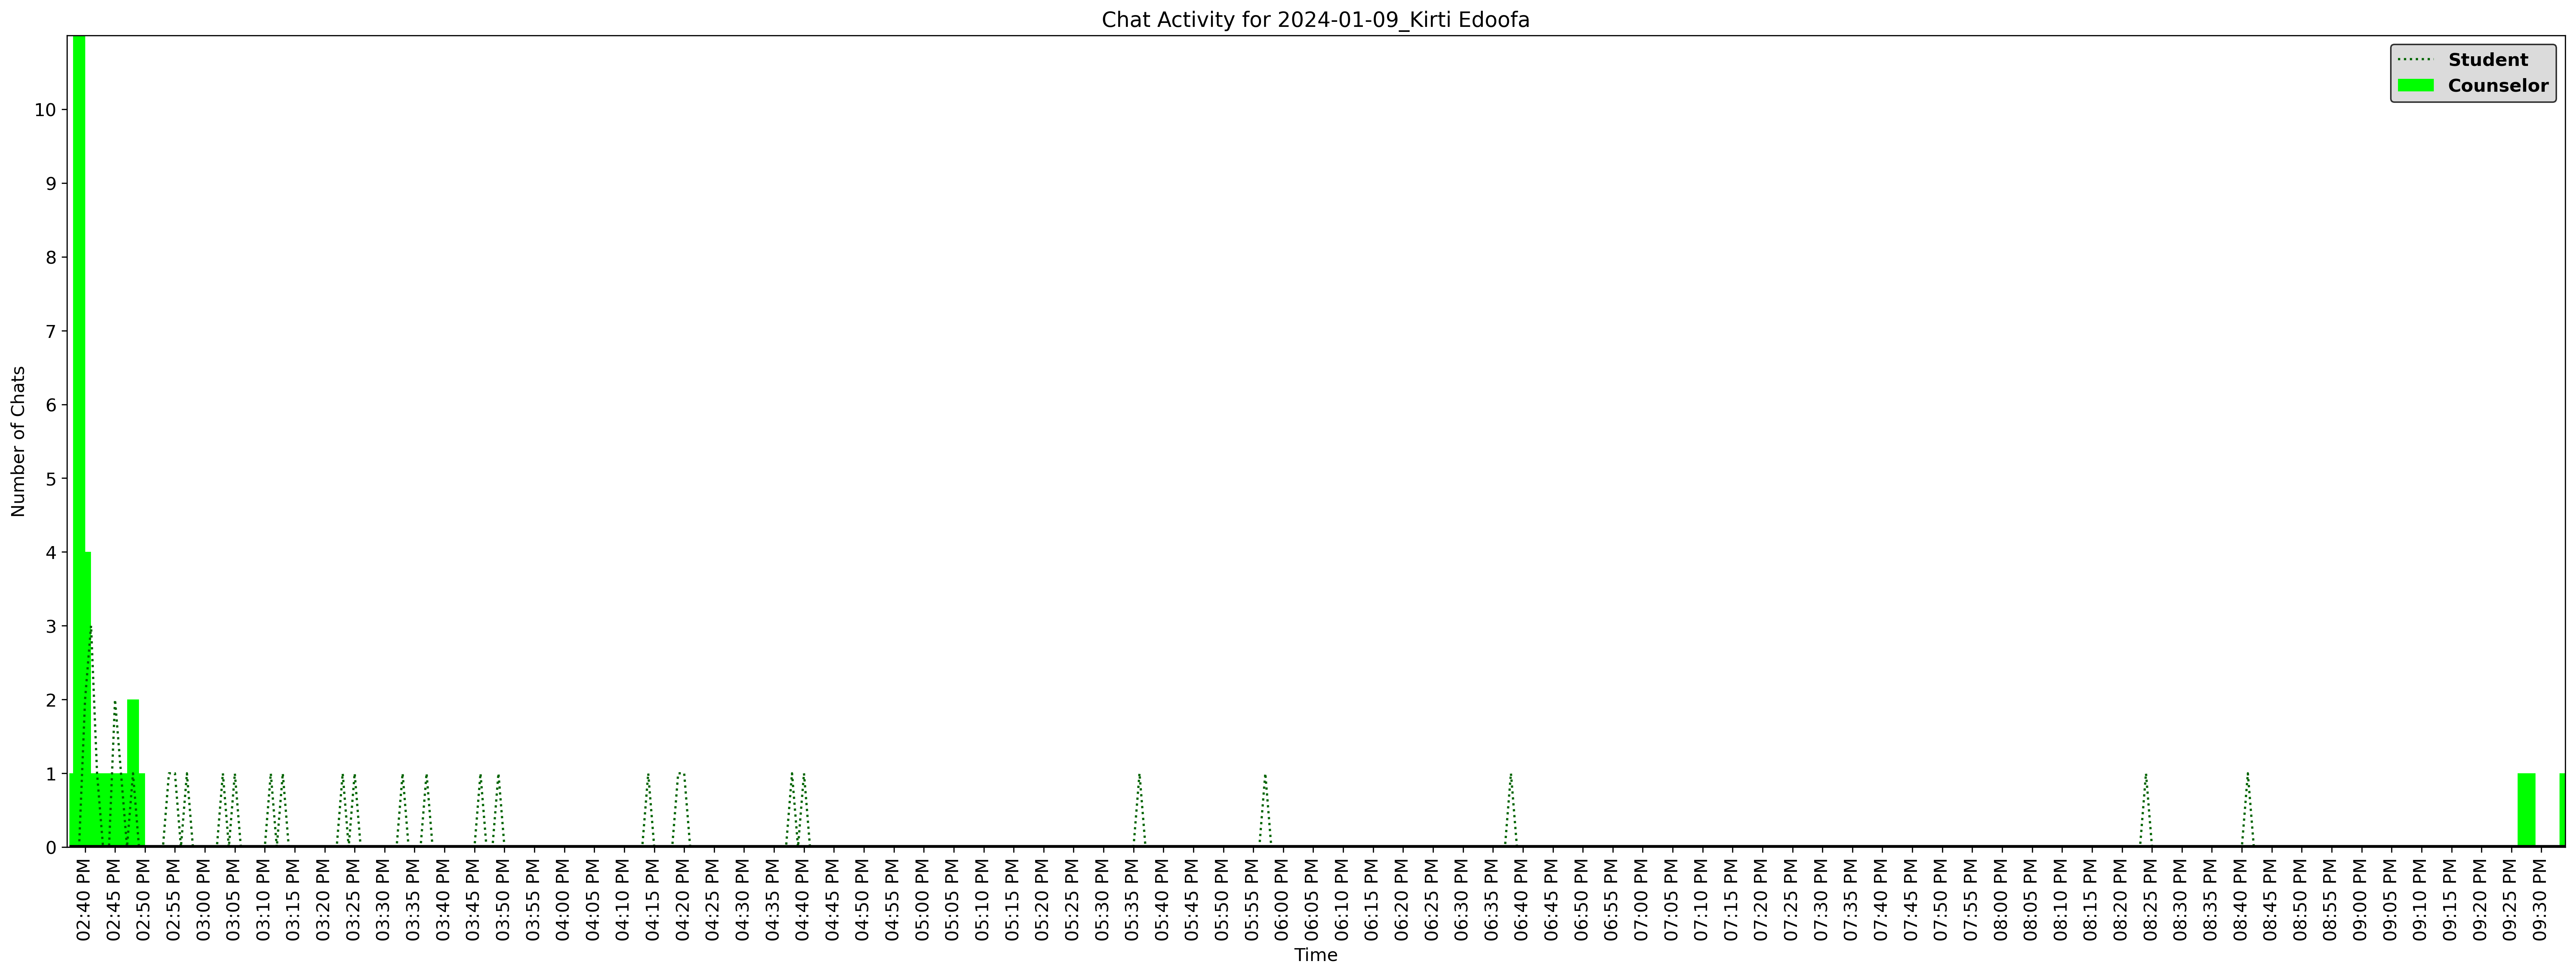 Chat Activity for 2024-01-09_Kirti Edoofa
Student
Counselor
Number of Chats
10
9
8
7
6
5
4
3
2
1
0
02:40 PM
02:45 PM
02:50 PM
02:55 PM
03:00 PM
03:05 PM
03:10 PM
03:15 PM
03:20 PM
03:25 PM
03:30 PM
03:35 PM
03:40 PM
03:45 PM
03:50 PM
03:55 PM
04:00 PM
04:05 PM
04:10 PM
04:15 PM
04:20 PM
04:25 PM
04:30 PM
04:35 PM
04:40 PM
04:45 PM
04:50 PM
04:55 PM
05:00 PM
05:05 PM
05:10 PM
05:15 PM
05:20 PM
05:25 PM
05:30 PM
05:35 PM
05:40 PM
05:45 PM
05:50 PM
05:55 PM
06:00 PM
06:05 PM
06:10 PM
06:15 PM
06:20 PM
06:25 PM
06:30 PM
06:35 PM
06:40 PM
06:45 PM
06:50 PM
06:55 PM
07:00 PM
07:05 PM
07:10 PM
07:15 PM
07:20 PM
07:25 PM
07:30 PM
07:35 PM
07:40 PM
07:45 PM
07:50 PM
07:55 PM
08:00 PM
08:05 PM
08:10 PM
08:15 PM
08:20 PM
08:25 PM
08:30 PM
08:35 PM
08:40 PM
08:45 PM
08:50 PM
08:55 PM
09:00 PM
09:05 PM
09:10 PM
09:15 PM
09:20 PM
09:25 PM
09:30 PM
Time